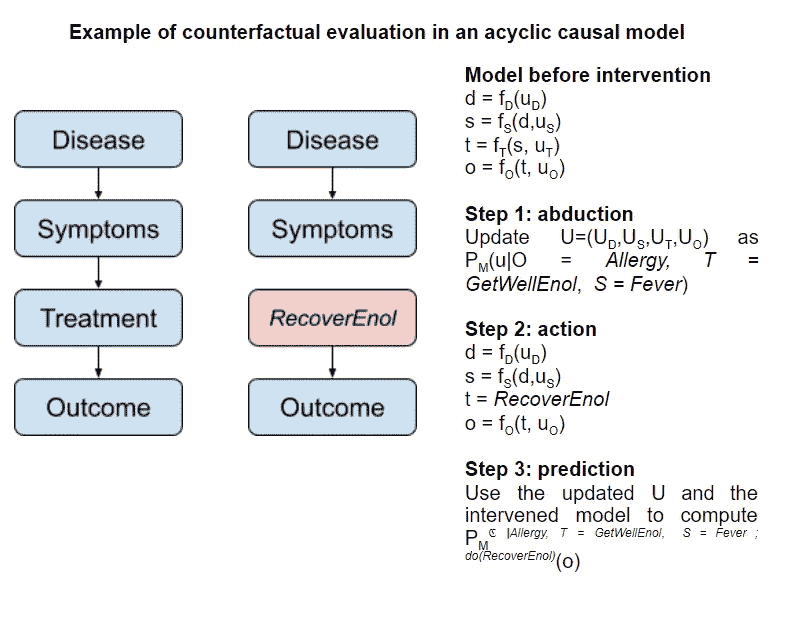 Example of counterfactual evaluation in an acyclic causal model
Disease
Symptoms
Treatment
Outcome
Disease
Symptoms
RecoverEnol
Outcome
Model before intervention
d = f_D(u_D)
s = f_S(d,u_S)
t = f_T(s, u_T)
o = f_O(t, u_O)
Step 1: abduction
Update U=(U_D,U_S,U_T,U_O) as
P_M(u|O = Allergy, T =
GetWellEnol, S = Fever)
Step 2: action
d = f_D(u_D)
s = f_S(d,u_S)
t = RecoverEnol
o = f_O(t, u_O)
Step 3: prediction
Use the updated U and the
intervened model to compute
P_M^ℭ |Allergy, T = GetWellEnol, S = Fever ;
do(RecoverEnol)(o)